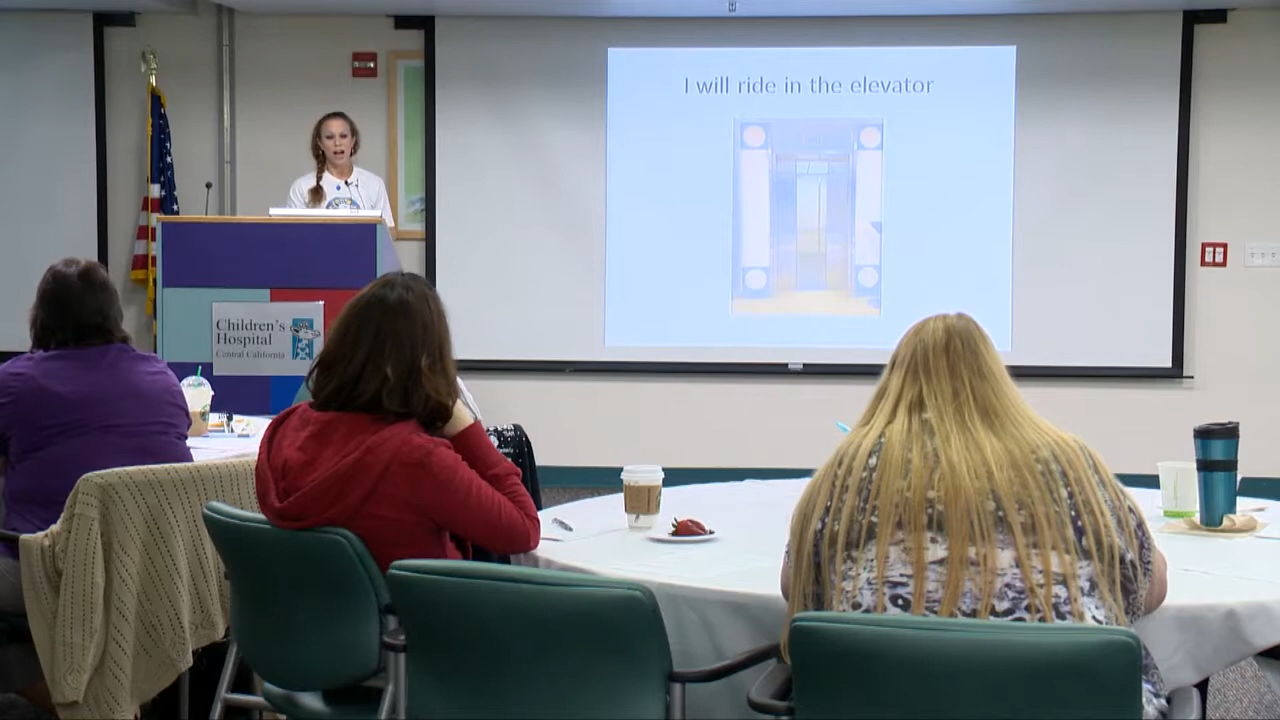 I will ride in the elevator
Children's
Hospital
Central California